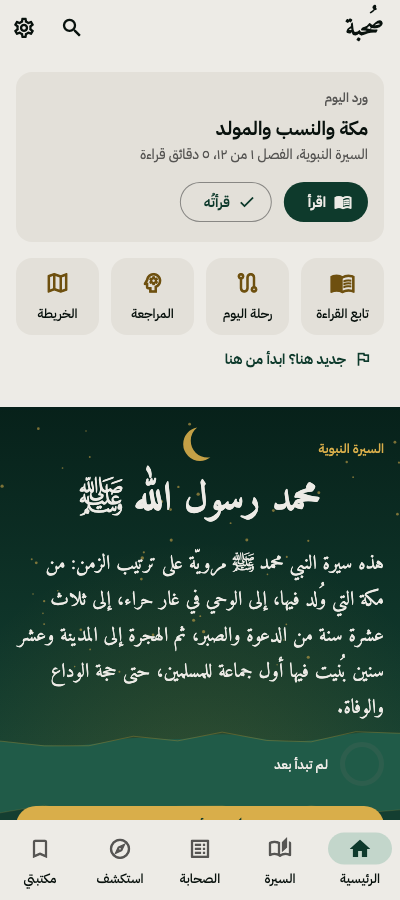 صُحبة
ورد اليوم
مكة والنسب والمولد
السيرة النبوية، الفصل ١ من ١٢، ٥ دقائق قراءة
اقرأ
قرأتُه
تابع القراءة
رحلة اليوم
المراجعة
الخريطة
جديد هنا؟ ابدأ من هنا
السيرة النبوية
محمد رسول الله ﷺ
هذه سيرة النبي محمد ﷺ مرويّة على ترتيب الزمن: من
مكة التي وُلد فيها، إلى الوحي في غار حراء، إلى ثلاث
عشرة سنة من الدعوة والصبر، ثم الهجرة إلى المدينة وعشر
سنين بُنيت فيها أول جماعة للمسلمين، حتى حجة الوداع
والوفاة.
لم تبدأ بعد
الرئيسية
السيرة
الصحابة
استكشف
مكتبتي